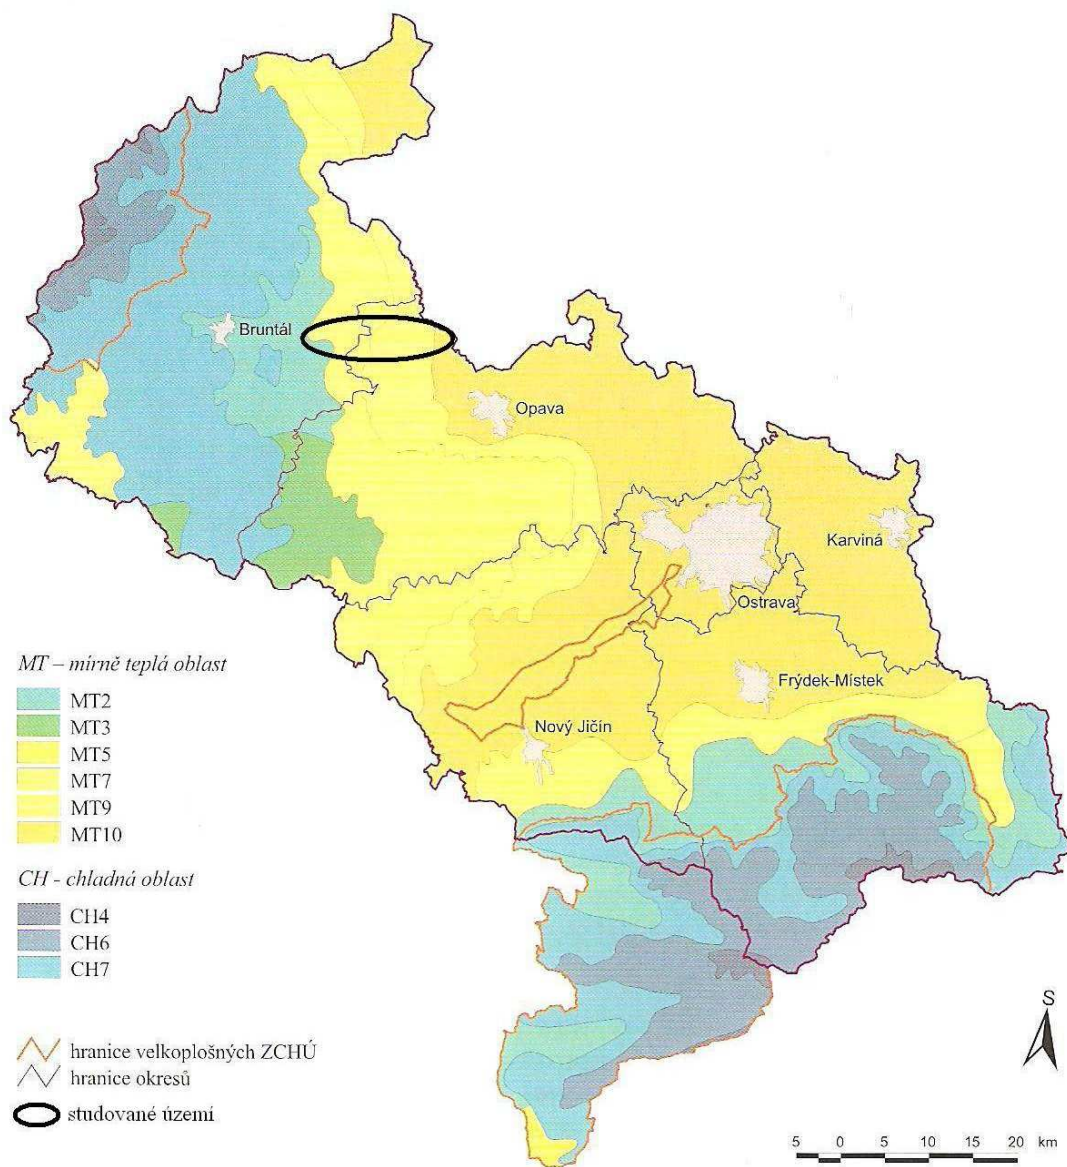 Bruntál
Opava
Karviná
Ostrava
Frýdek-Místek
Nový Jičín
MT – mírně teplá oblast
MT2
MT3
MT5
MT7
MT9
MT10
CH - chladná oblast
CH4
CH6
CH7
hranice velkoplošných ZCHÚ
hranice okresů
studované území
S
5 0 5 10 15 20 km